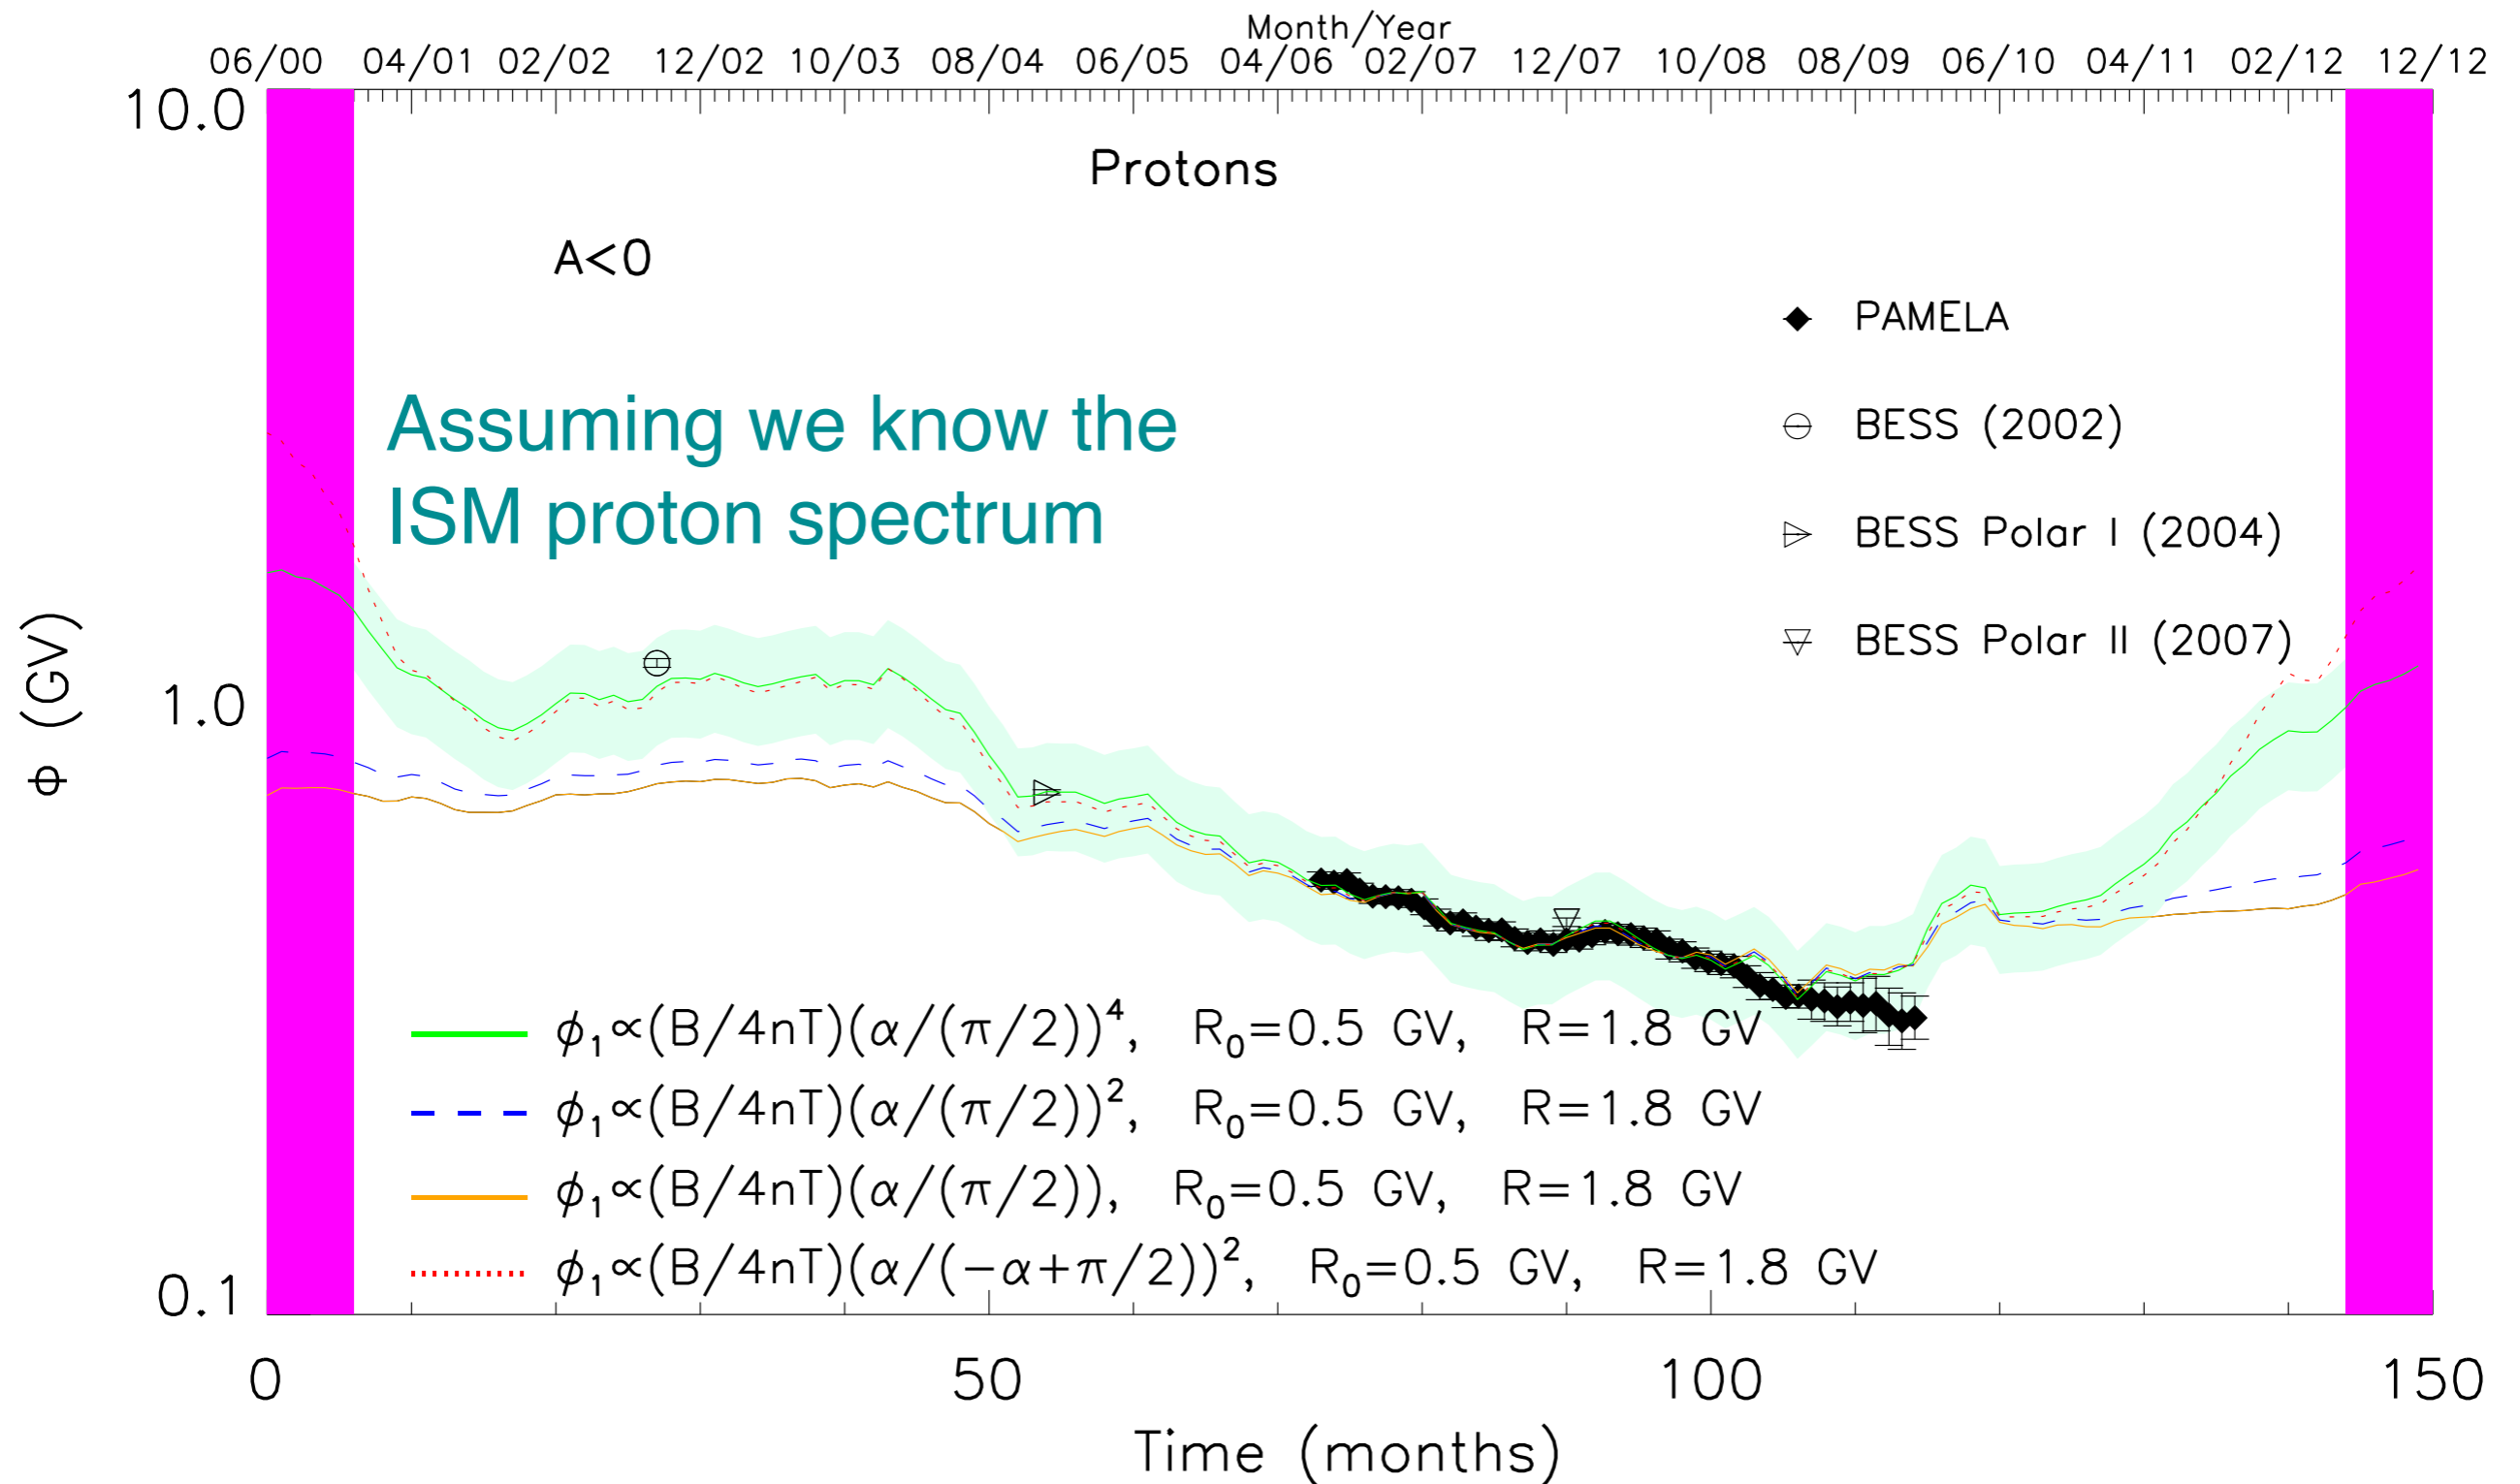 Month/Year
06/00 04/01 02/02 12/02 10/03 08/04 06/05 04/06 02/07 12/07 10/08 08/09 06/10 04/11 02/12 12/12
10.0
Protons
A<0
PAMELA
Assuming we know the
BESS (2002)
ISM proton spectrum
BESS Polar I (2004)
BESS Polar II (2007)
Φ (GV)
1.0
ϕ₁∝(B/4nT)(α/(π/2))⁴, R₀=0.5 GV, R=1.8 GV
ϕ₁∝(B/4nT)(α/(π/2))², R₀=0.5 GV, R=1.8 GV
ϕ₁∝(B/4nT)(α/(π/2)), R₀=0.5 GV, R=1.8 GV
ϕ₁∝(B/4nT)(α/(−α+π/2))², R₀=0.5 GV, R=1.8 GV
0.1
0 50 100 150
Time (months)